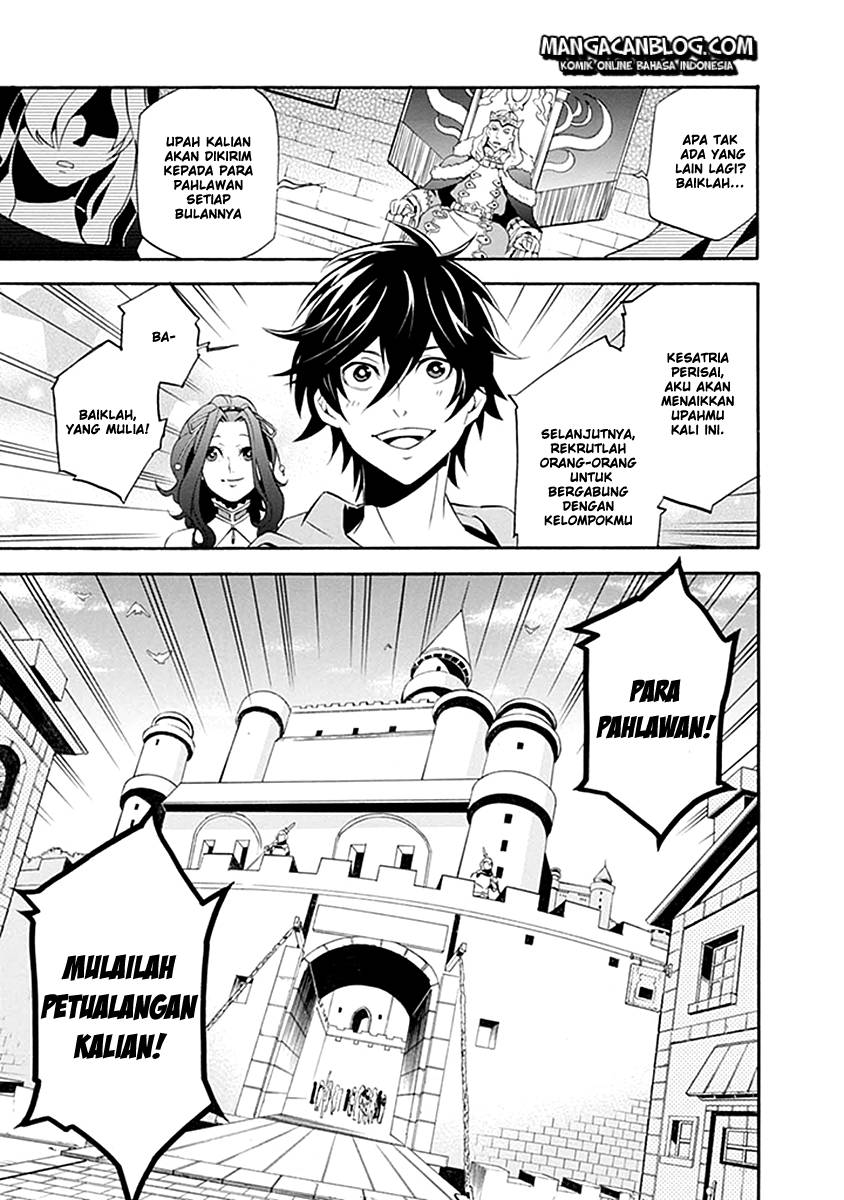 MANGACANBLOG.COM
KOMIK ONLINE BAHASA INDONESIA
APA TAK
ADA YANG
LAIN LAGI?
BAIKLAH...
UPAH KALIAN
AKAN DIKIRIM
KEPADA PARA
PAHLAWAN
SETIAP
BULANNYA
KESATRIA
PERISAI,
AKU AKAN
MENAIKKAN
UPAHMU
KALI INI.
SELANJUTNYA,
REKRUTLAH
ORANG-ORANG
UNTUK
BERGABUNG
DENGAN
KELOMPOKMU
BA-
BAIKLAH,
YANG MULIA!
PARA
PAHLAWAN!
MULAILAH
PETUALANGAN
KALIAN!